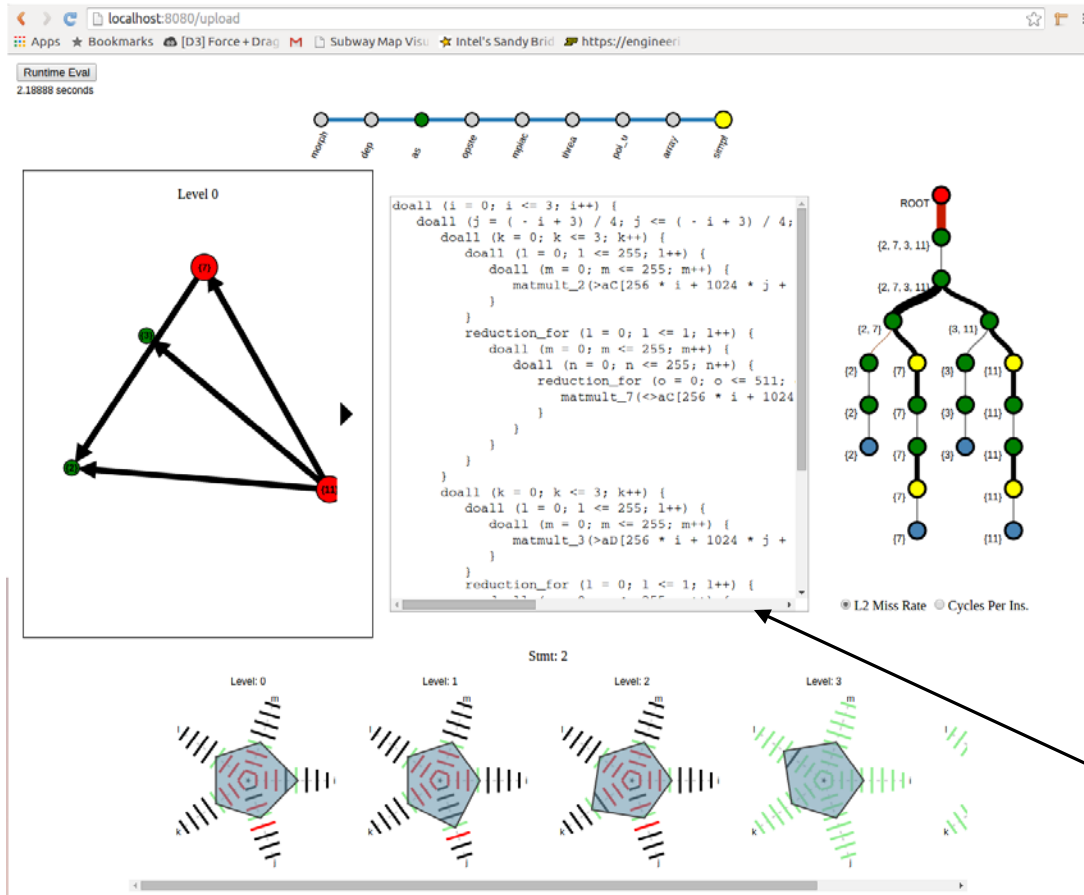 localhost:8080/upload
Apps Bookmarks [D3] Force + Drag Subway Map Visu Intel's Sandy Brid https://engineeri
Runtime Eval
2.18888 seconds
morph dep as opste mpiac threa poi_u array simpl
Level 0
{7}
{3}
{2}
{11}
doall (i = 0; i <= 3; i++) {
doall (j = ( - i + 3) / 4; j <= ( - i + 3) / 4;
doall (k = 0; k <= 3; k++) {
doall (l = 0; l <= 255; l++) {
doall (m = 0; m <= 255; m++) {
matmult_2(>aC[256 * i + 1024 * j +
}
}
reduction_for (l = 0; l <= 1; l++) {
doall (m = 0; m <= 255; m++) {
doall (n = 0; n <= 255; n++) {
reduction_for (o = 0; o <= 511;
matmult_7(<>aC[256 * i + 1024
}
}
}
}
}
doall (k = 0; k <= 3; k++) {
doall (l = 0; l <= 255; l++) {
doall (m = 0; m <= 255; m++) {
matmult_3(>aD[256 * i + 1024 * j +
}
}
reduction_for (l = 0; l <= 1; l++) {
ROOT
{2, 7, 3, 11}
{2, 7, 3, 11}
{2, 7} {3, 11}
{2} {7} {3} {11}
{2} {7} {3} {11}
{2} {7} {3} {11}
{7} {11}
{7} {11}
L2 Miss Rate Cycles Per Ins.
Stmt: 2
Level: 0 Level: 1 Level: 2 Level: 3
m m m m
l l l l
i i i i
k k k k k
j j j j